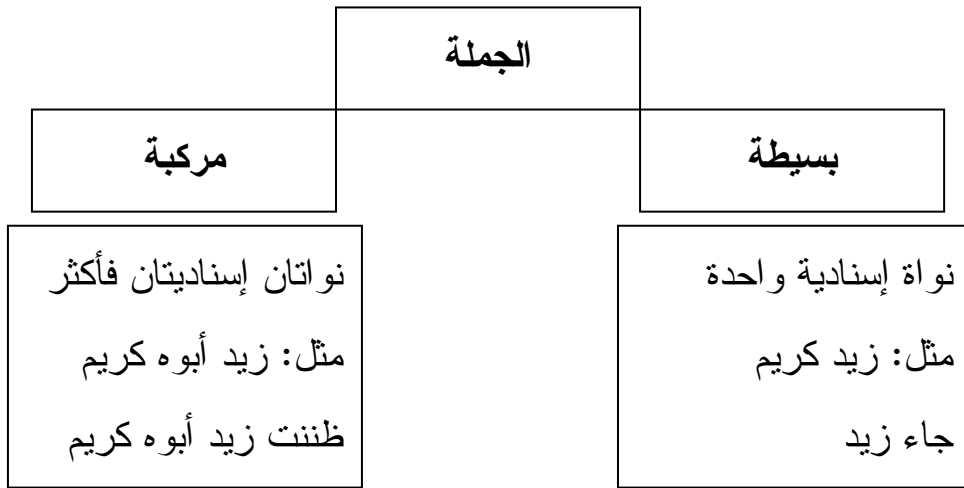 الجملة
بسيطة
مركبة
نواة إسنادية واحدة
مثل: زيد كريم
جاء زيد
نواتان إسناديتان فأكثر
مثل: زيد أبوه كريم
ظننت زيد أبوه كريم